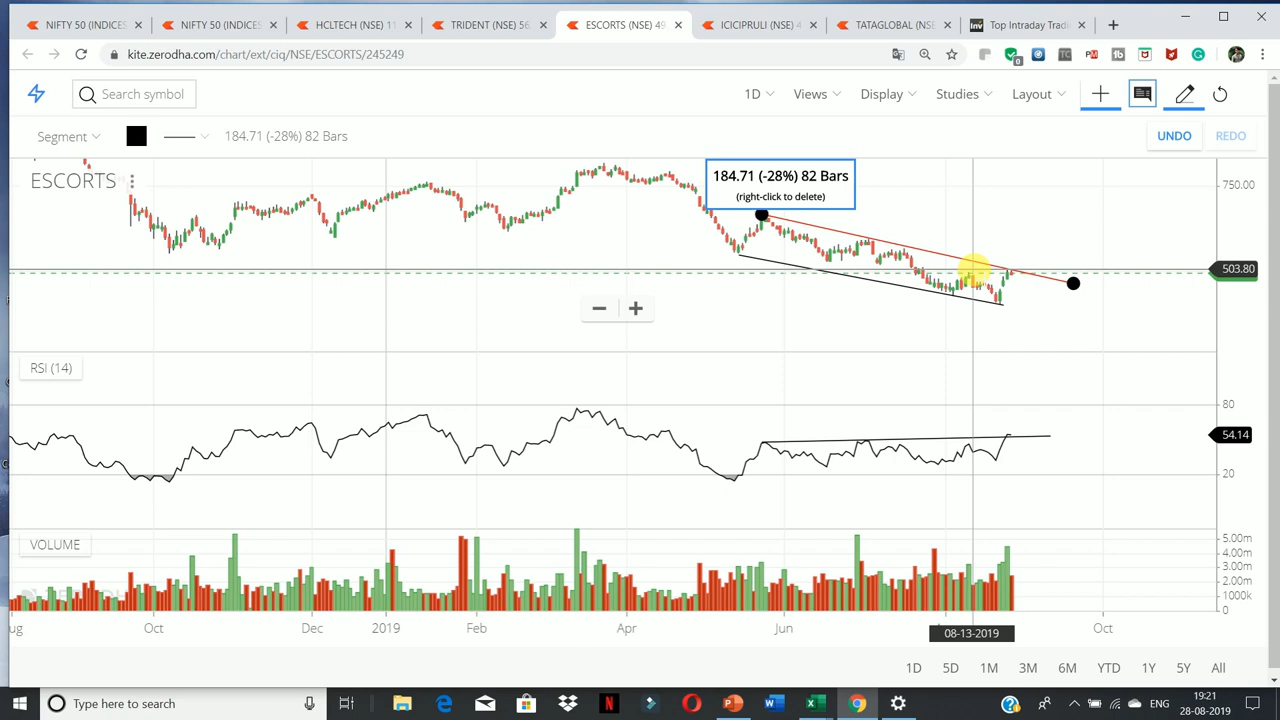 NIFTY 50 (INDICES
NIFTY 50 (INDICES
HCLTECH (NSE) 11
TRIDENT (NSE) 56
ESCORTS (NSE) 49.
ICICIPRULI (NSE) 4
TATAGLOBAL (NSE
Inv
Top Intraday Tradi
kite.zerodha.com/chart/ext/ciq/NSE/ESCORTS/245249
0
TC
PM
Search symbol
1D
Views
Display
Studies
Layout
Segment
184.71 (-28%) 82 Bars
UNDO
REDO
ESCORTS
184.71 (-28%) 82 Bars
(right-click to delete)
750.00
503.80
RSI (14)
80
54.14
20
VOLUME
5.00m
4.00m
3.00m
2.00m
1000k
0
ug
Oct
Dec
2019
Feb
Apr
Jun
08-13-2019
Oct
1D
5D
1M
3M
6M
YTD
1Y
5Y
All
Type here to search
ENG
19:21
28-08-2019